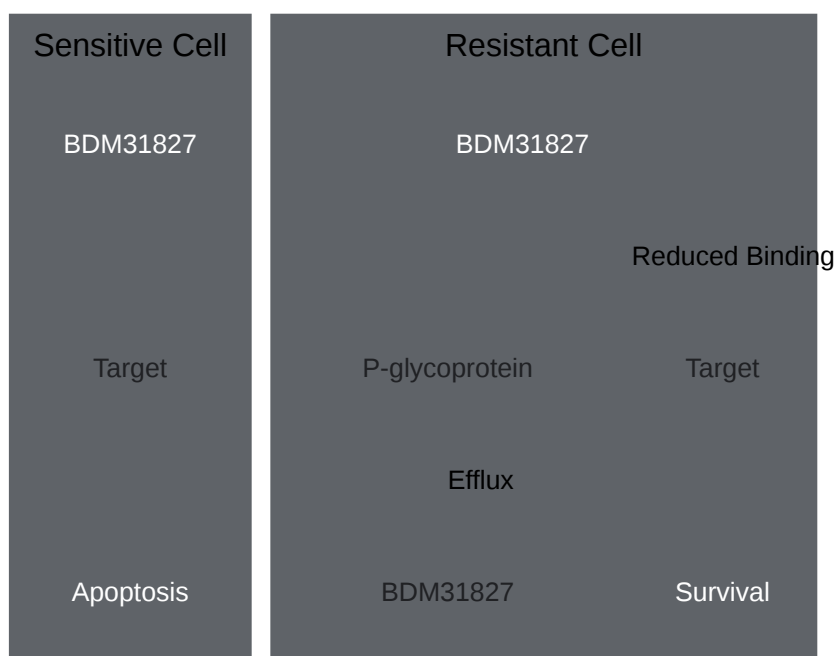 Sensitive Cell
BDM31827
Target
Apoptosis
Resistant Cell
BDM31827
Reduced Binding
P-glycoprotein
Target
Efflux
BDM31827
Survival